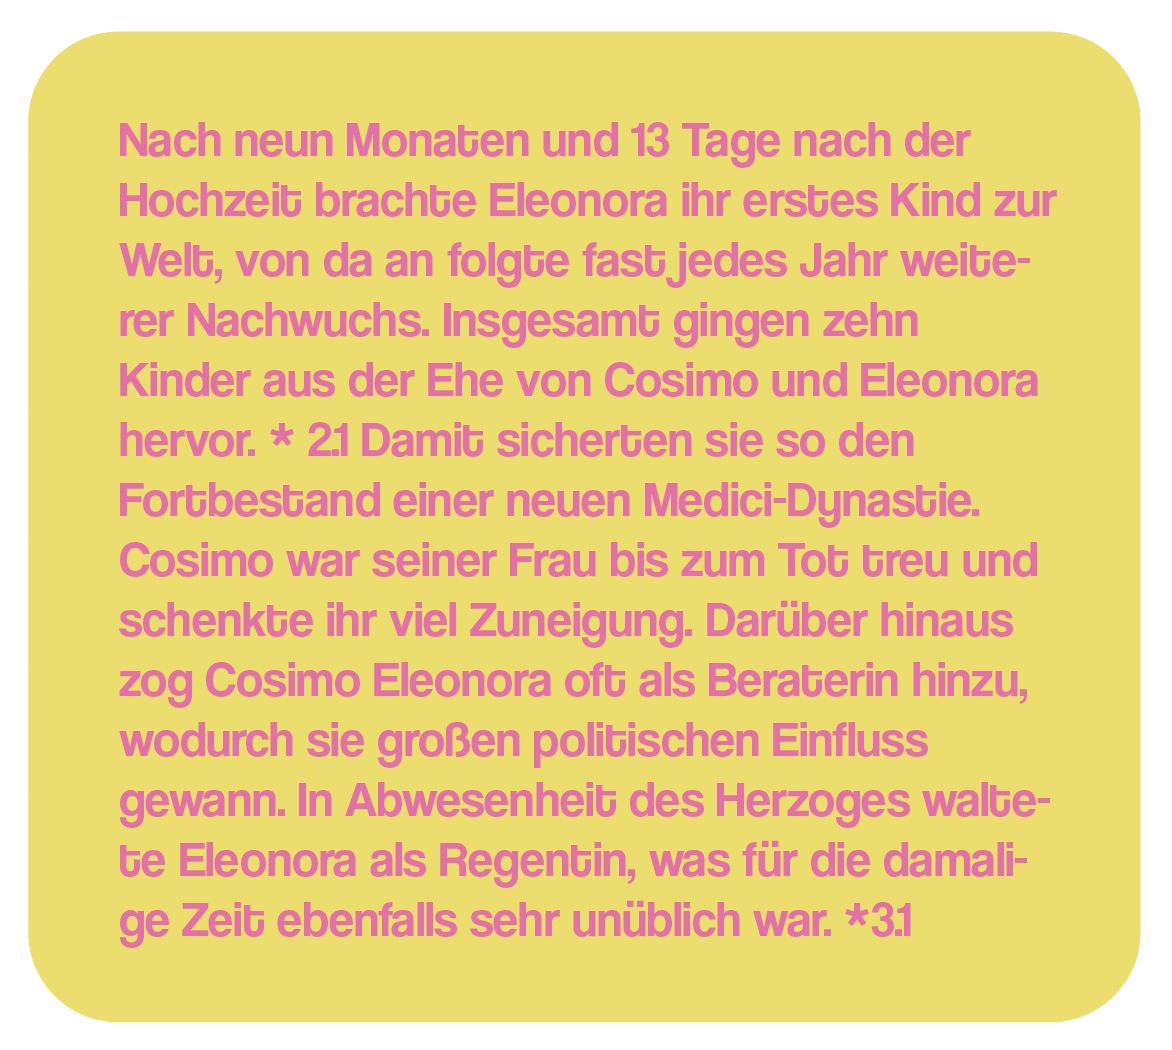 Nach neun Monaten und 13 Tage nach der
Hochzeit brachte Eleonora ihr erstes Kind zur
Welt, von da an folgte fast jedes Jahr weite-
rer Nachwuchs. Insgesamt gingen zehn
Kinder aus der Ehe von Cosimo und Eleonora
hervor. * 2.1 Damit sicherten sie so den
Fortbestand einer neuen Medici-Dynastie.
Cosimo war seiner Frau bis zum Tot treu und
schenkte ihr viel Zuneigung. Darüber hinaus
zog Cosimo Eleonora oft als Beraterin hinzu,
wodurch sie großen politischen Einfluss
gewann. In Abwesenheit des Herzoges walte-
te Eleonora als Regentin, was für die damali-
ge Zeit ebenfalls sehr unüblich war. *3.1